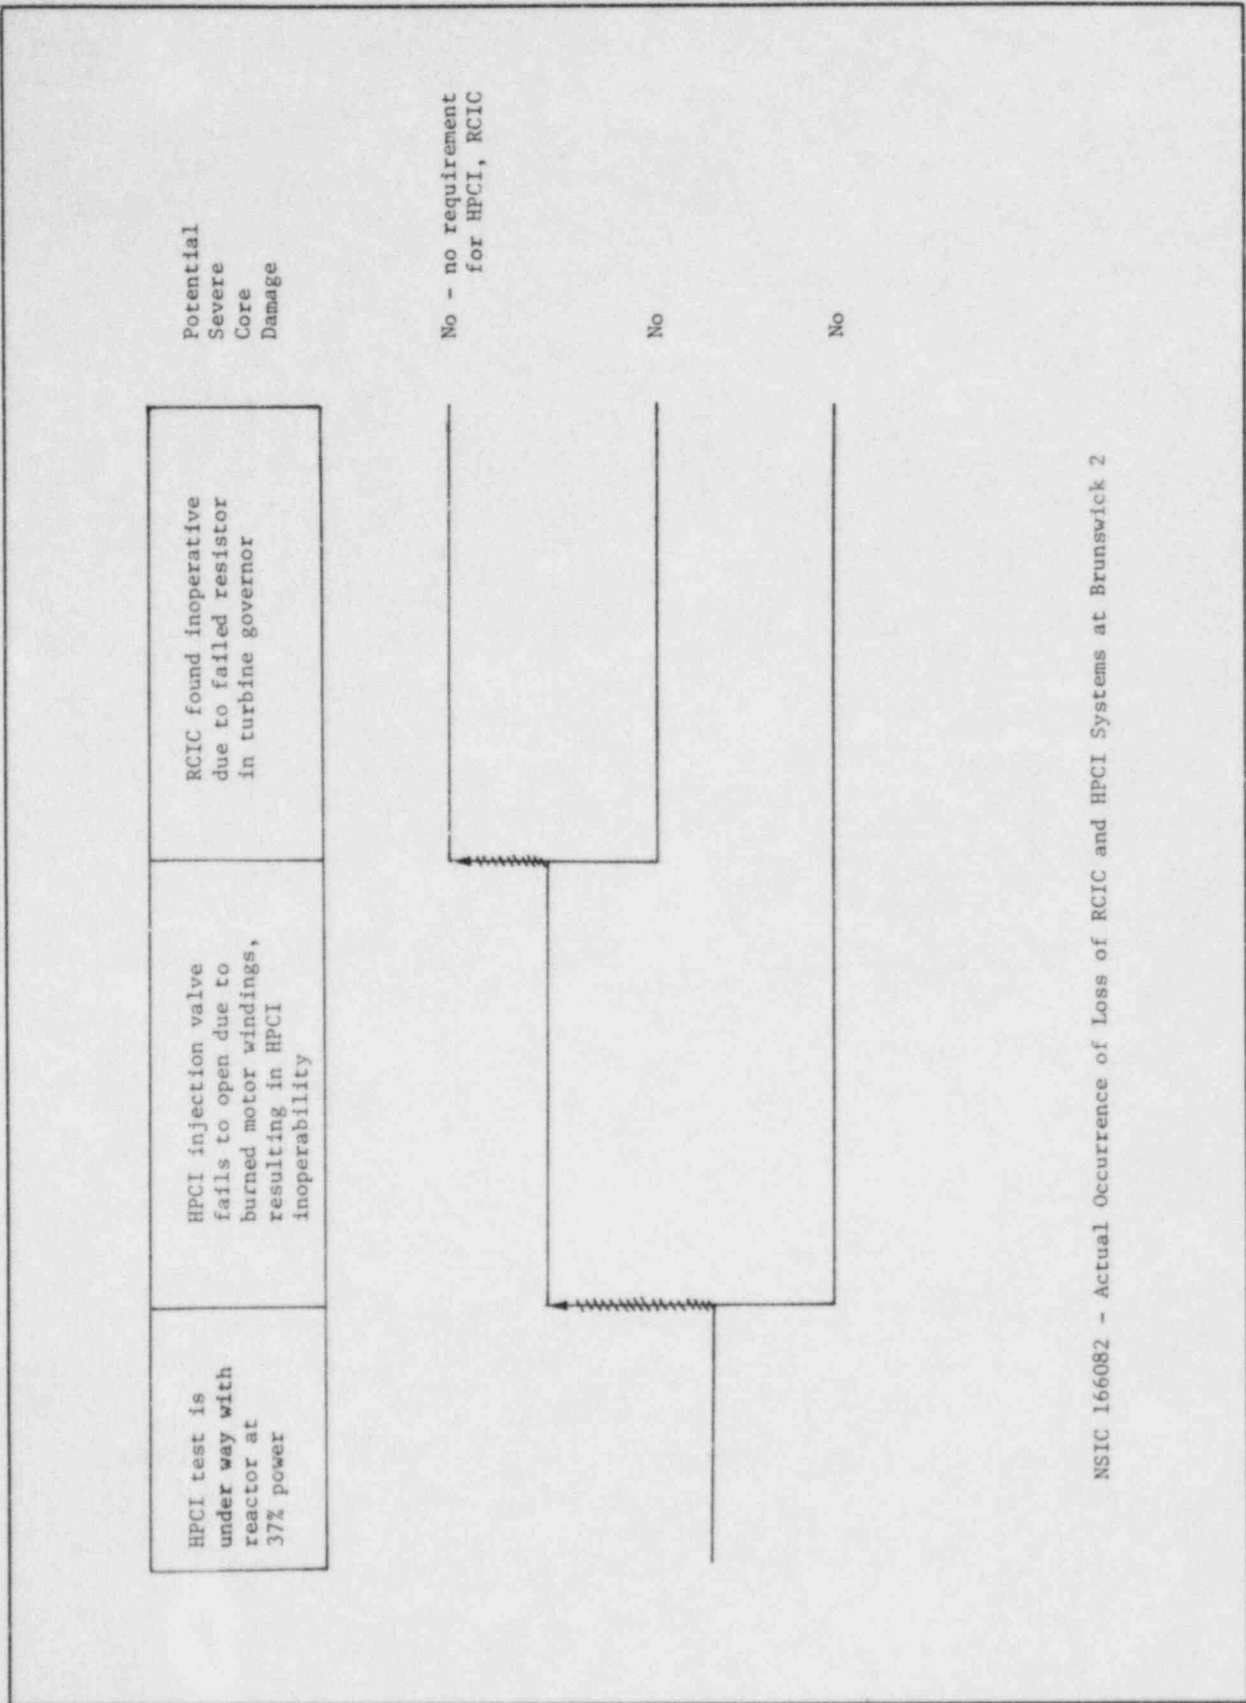 HPCI test is
under way with
reactor at
37% power
HPCI injection valve
fails to open due to
burned motor windings,
resulting in HPCI
inoperability
RCIC found inoperative
due to failed resistor
in turbine governor
Potential
Severe
Core
Damage
No - no requirement
for HPCI, RCIC
No
No
NSIC 166082 - Actual Occurrence of Loss of RCIC and HPCI Systems at Brunswick 2